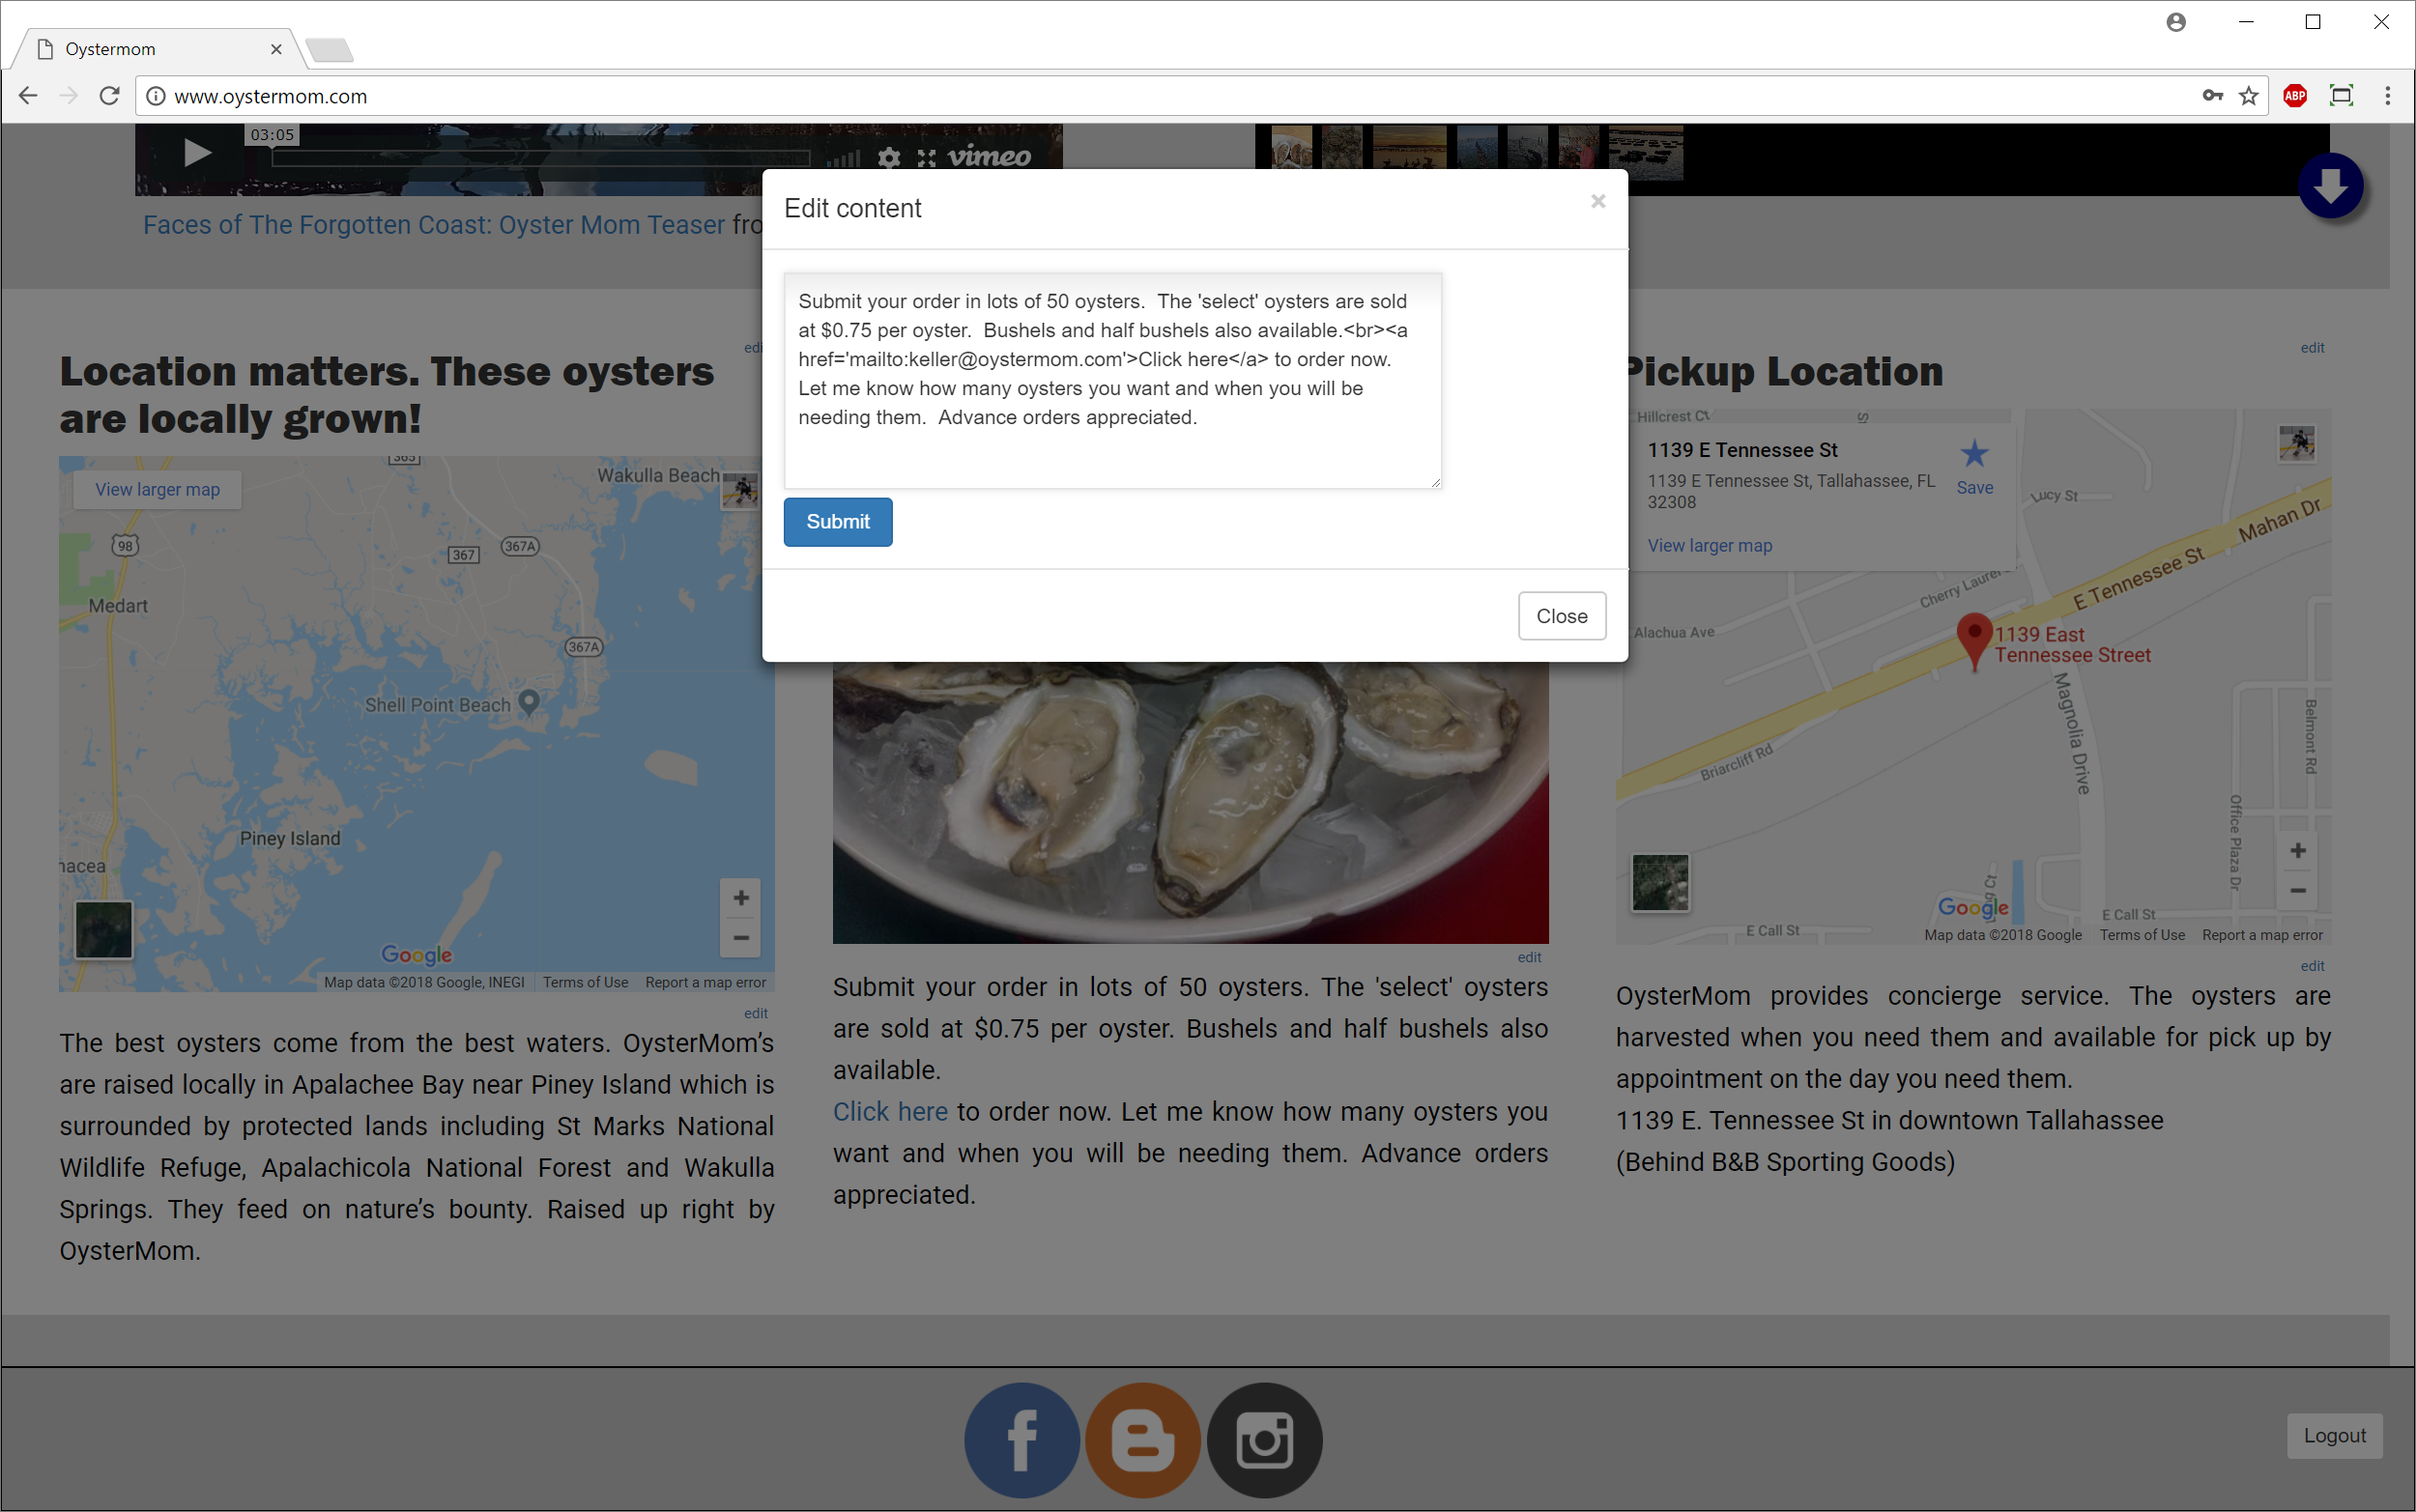 Oystermom
www.oystermom.com
ABP
03:05
vimeo
Faces of The Forgotten Coast: Oyster Mom Teaser
Edit content
×
Submit your order in lots of 50 oysters.  The 'select' oysters are sold
at $0.75 per oyster.  Bushels and half bushels also available.<br><a
href='mailto:keller@oystermom.com'>Click here</a> to order now.
Let me know how many oysters you want and when you will be
needing them.  Advance orders appreciated.
Submit
Close
Location matters. These oysters
are locally grown!
View larger map
365
Wakulla Beach
98
367
367A
Medart
367A
Shell Point Beach
Piney Island
nacea
Google
Map data ©2018 Google, INEGI
Terms of Use
Report a map error
edit
The best oysters come from the best waters. OysterMom’s
are raised locally in Apalachee Bay near Piney Island which is
surrounded by protected lands including St Marks National
Wildlife Refuge, Apalachicola National Forest and Wakulla
Springs. They feed on nature’s bounty. Raised up right by
OysterMom.
edit
Submit your order in lots of 50 oysters. The 'select' oysters
are sold at $0.75 per oyster. Bushels and half bushels also
available.
Click here to order now. Let me know how many oysters you
want and when you will be needing them. Advance orders
appreciated.
edit
Pickup Location
Hillcrest Ct
1139 E Tennessee St
1139 E Tennessee St, Tallahassee, FL
32308
Save
View larger map
Lucy St
Mahan Dr
E Tennessee St
Cherry Laurel
Alachua Ave
1139 East
Tennessee Street
Magnolia Drive
Belmont Rd
Briarcliff Rd
Office Plaza Dr
E Call St
E Call St
Google
Map data ©2018 Google
Terms of Use
Report a map error
edit
OysterMom provides concierge service. The oysters are
harvested when you need them and available for pick up by
appointment on the day you need them.
1139 E. Tennessee St in downtown Tallahassee
(Behind B&B Sporting Goods)
Logout